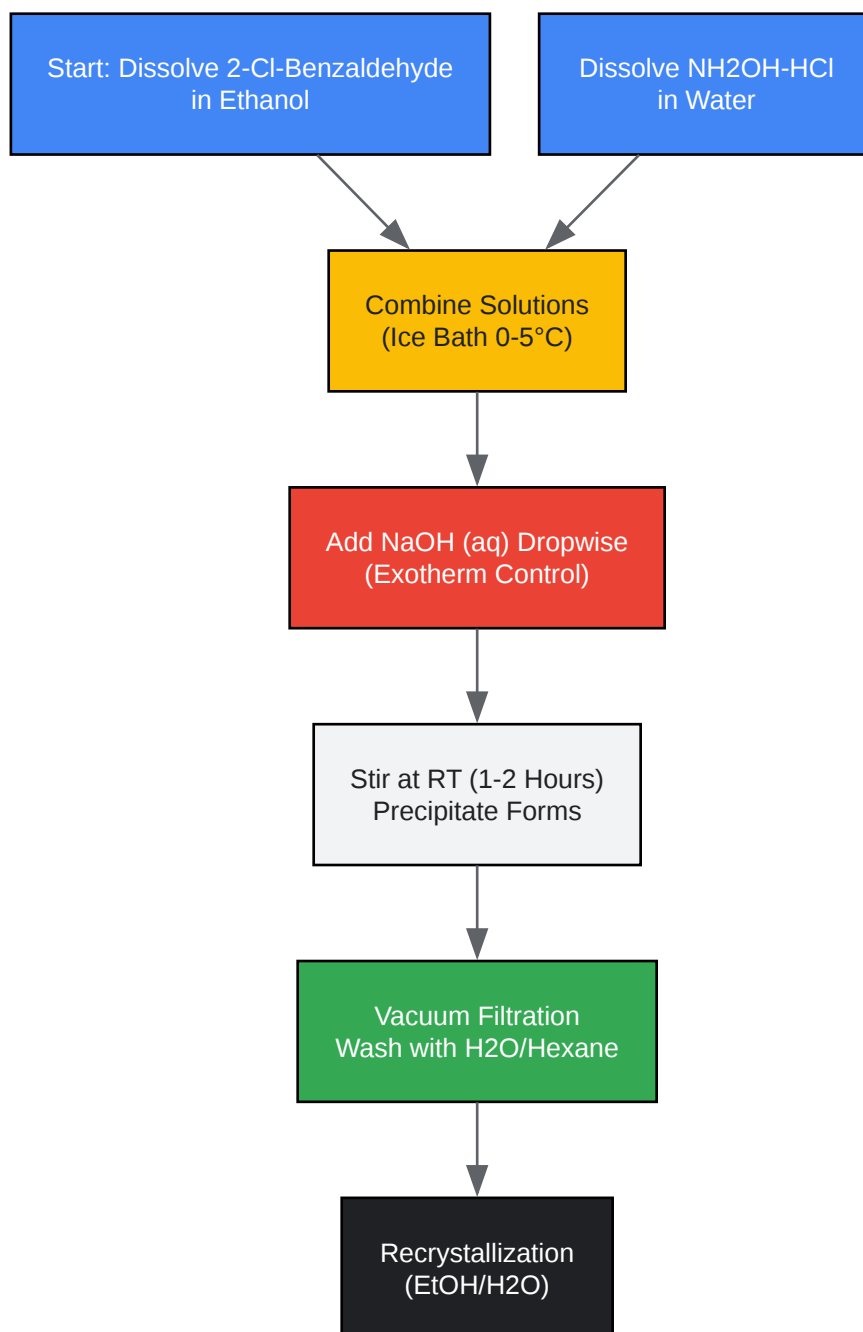 Start: Dissolve 2-Cl-Benzaldehyde
in Ethanol
Dissolve NH2OH-HCl
in Water
Combine Solutions
(Ice Bath 0-5°C)
Add NaOH (aq) Dropwise
(Exotherm Control)
Stir at RT (1-2 Hours)
Precipitate Forms
Vacuum Filtration
Wash with H2O/Hexane
Recrystallization
(EtOH/H2O)